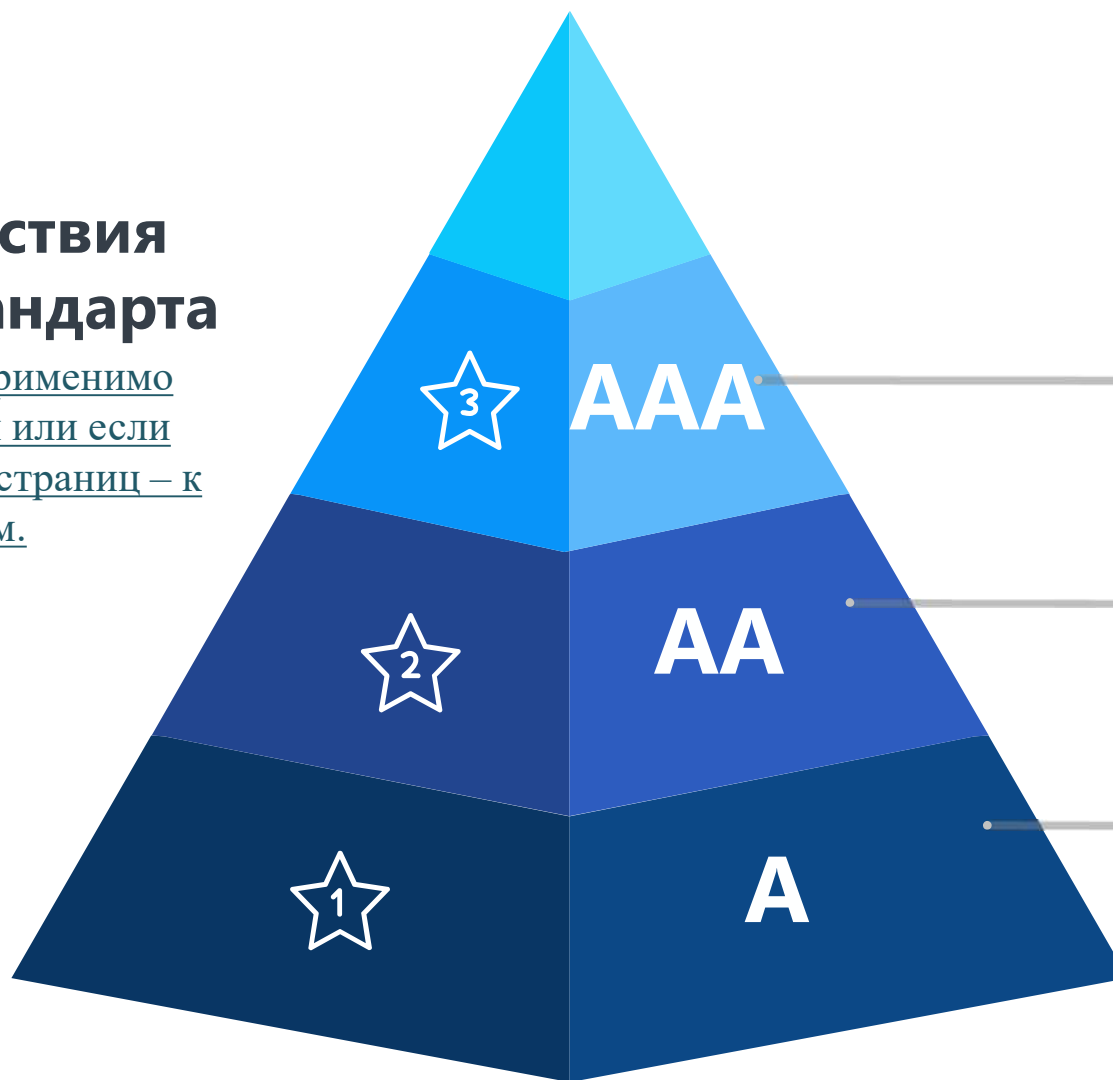 ствия
андарта
рименимо
или если
страниц – к
м.
3 AAA
2 AA
1 A